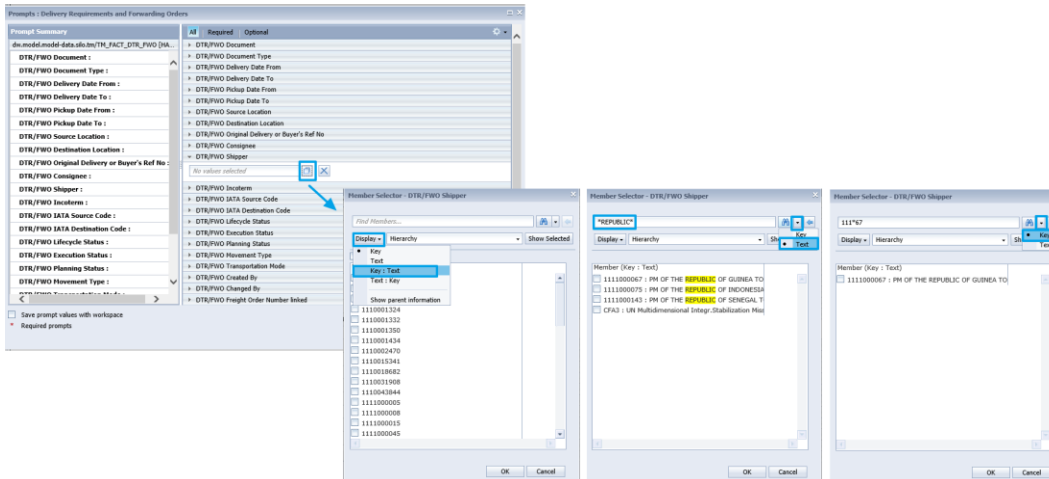 Prompts : Delivery Requirements and Forwarding Orders
Prompt Summary
dw.model.model-data.silo.tm/TM_FACT_DTR_FWO [HA...
DTR/FWO Document :
DTR/FWO Document Type :
DTR/FWO Delivery Date From :
DTR/FWO Delivery Date To :
DTR/FWO Pickup Date From :
DTR/FWO Pickup Date To :
DTR/FWO Source Location :
DTR/FWO Destination Location :
DTR/FWO Original Delivery or Buyer's Ref No :
DTR/FWO Consignee :
DTR/FWO Shipper :
DTR/FWO Incoterm :
DTR/FWO IATA Source Code :
DTR/FWO IATA Destination Code :
DTR/FWO Lifecycle Status :
DTR/FWO Execution Status :
DTR/FWO Planning Status :
DTR/FWO Movement Type :
DTR/FWO Transportation Mode :
Save prompt values with workspace
* Required prompts
All Required Optional
DTR/FWO Document
DTR/FWO Document Type
DTR/FWO Delivery Date From
DTR/FWO Delivery Date To
DTR/FWO Pickup Date From
DTR/FWO Pickup Date To
DTR/FWO Source Location
DTR/FWO Destination Location
DTR/FWO Original Delivery or Buyer's Ref No
DTR/FWO Consignee
DTR/FWO Shipper
No values selected
DTR/FWO Incoterm
DTR/FWO IATA Source Code
DTR/FWO IATA Destination Code
DTR/FWO Lifecycle Status
DTR/FWO Execution Status
DTR/FWO Planning Status
DTR/FWO Movement Type
DTR/FWO Transportation Mode
DTR/FWO Created By
DTR/FWO Changed By
DTR/FWO Freight Order Number linked
Member Selector - DTR/FWO Shipper
Find Members...
Display Hierarchy Show Selected
Key
Text
Key : Text
Text : Key
Show parent information
1110001324
1110001332
1110001350
1110001434
1110002470
1110015341
1110018682
1110031908
1110043844
1111000005
1111000008
1111000015
1111000045
OK Cancel
Member Selector - DTR/FWO Shipper
*REPUBLIC*
Key
Display Hierarchy Sh Text
Member (Key : Text)
1111000067 : PM OF THE REPUBLIC OF GUINEA TO
1111000075 : PM OF THE REPUBLIC OF INDONESIA
1111000143 : PM OF THE REPUBLIC OF SENEGAL T
CFA3 : UN Multidimensional Integr.Stabilization Miss
OK Cancel
Member Selector - DTR/FWO Shipper
111*67
Key
Display Hierarchy Sh Text
Member (Key : Text)
1111000067 : PM OF THE REPUBLIC OF GUINEA TO
OK Cancel